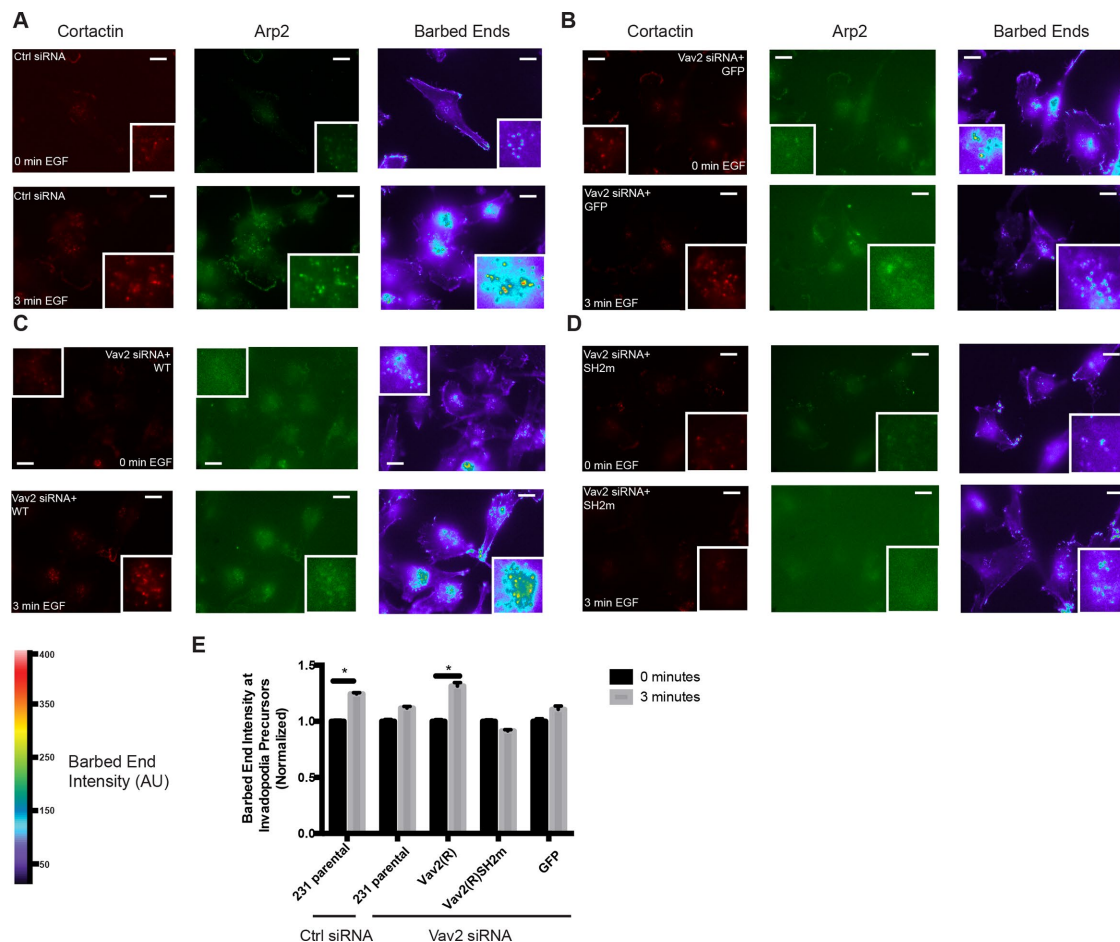 A
Cortactin Arp2 Barbed Ends
Ctrl siRNA
0 min EGF
Ctrl siRNA
3 min EGF
B
Cortactin Arp2 Barbed Ends
Vav2 siRNA+
GFP
0 min EGF
Vav2 siRNA+
GFP
3 min EGF
C
Vav2 siRNA+
WT
0 min EGF
Vav2 siRNA+
WT
3 min EGF
D
Vav2 siRNA+
SH2m
0 min EGF
Vav2 siRNA+
SH2m
3 min EGF
400
350
250
150
50
Barbed End
Intensity (AU)
E
Barbed End Intensity at
Invadopodia Precursors
(Normalized)
1.5
1.0
0.5
0.0
* *
0 minutes
3 minutes
231 parental
231 parental
Vav2(R)
Vav2(R)SH2m
GFP
Ctrl siRNA Vav2 siRNA